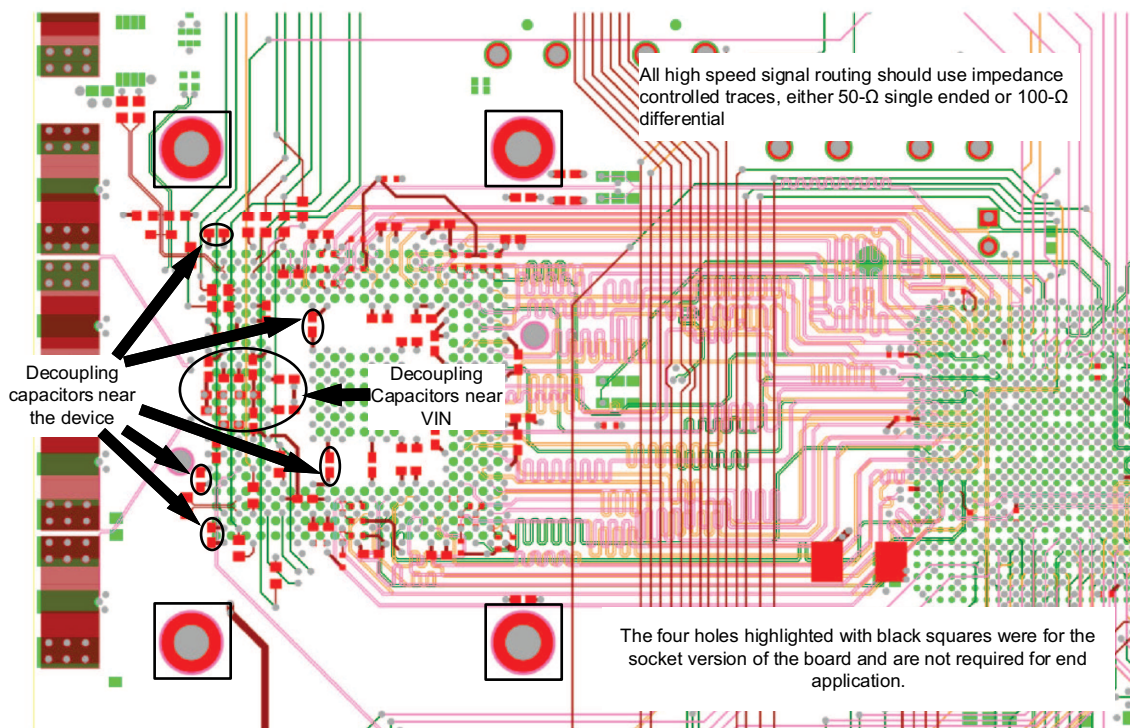 All high speed signal routing should use impedance
controlled traces, either 50-Ω single ended or 100-Ω
differential
Decoupling
capacitors near
the device
Decoupling
Capacitors near
VIN
The four holes highlighted with black squares were for the
socket version of the board and are not required for end
application.